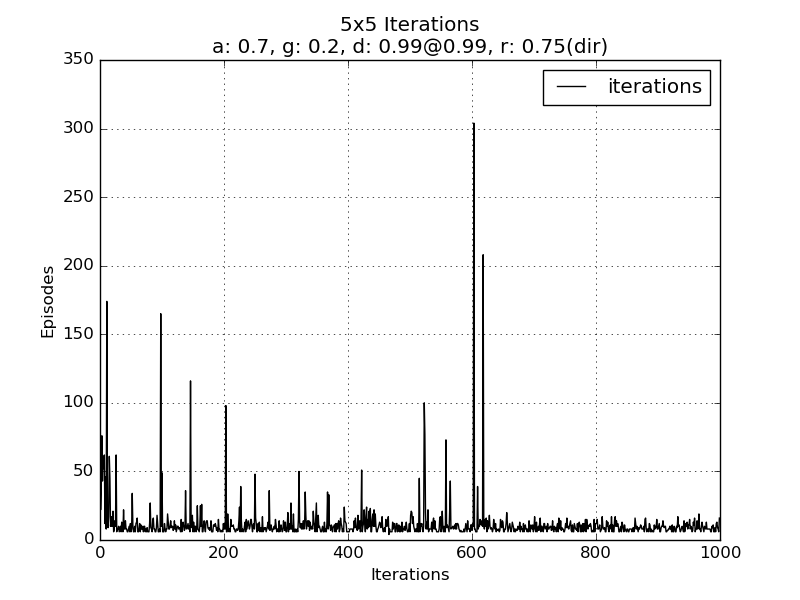 5x5 Iterations
a: 0.7, g: 0.2, d: 0.99@0.99, r: 0.75(dir)
350
iterations
300
250
200
Episodes
150
100
50
0
0 200 400 600 800 1000
Iterations